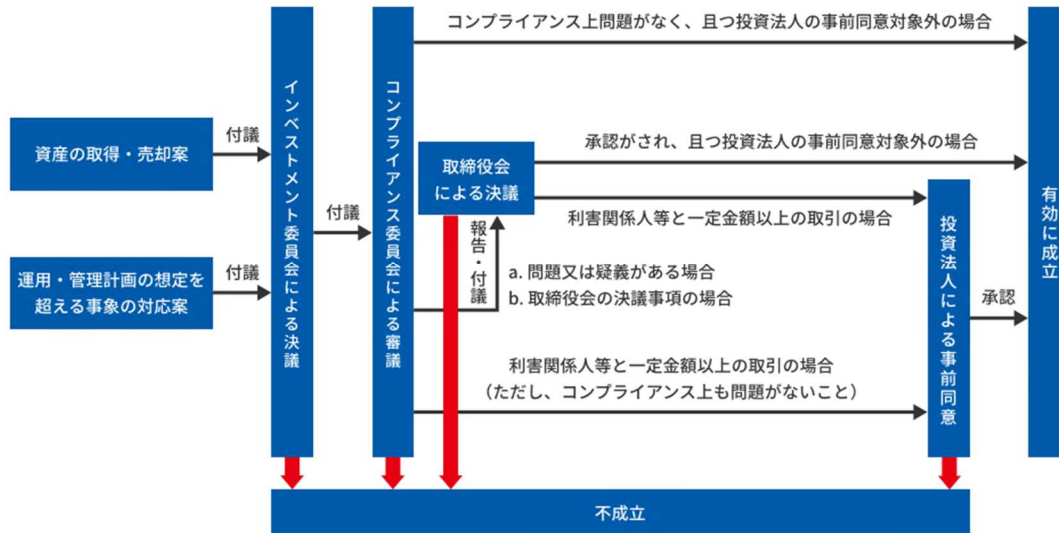 コンプライアンス上問題がなく、且つ投資法人の事前同意対象外の場合
資産の取得・売却案
付議
運用・管理計画の想定を
超える事象の対応案
付議
インベストメント委員会による決議
付議
コンプライアンス委員会による審議
取締役会
による決議
承認がされ、且つ投資法人の事前同意対象外の場合
利害関係人等と一定金額以上の取引の場合
報告・付議
a. 問題又は疑義がある場合
b. 取締役会の決議事項の場合
利害関係人等と一定金額以上の取引の場合
（ただし、コンプライアンス上も問題がないこと）
投資法人による事前同意
承認
有効に成立
不成立